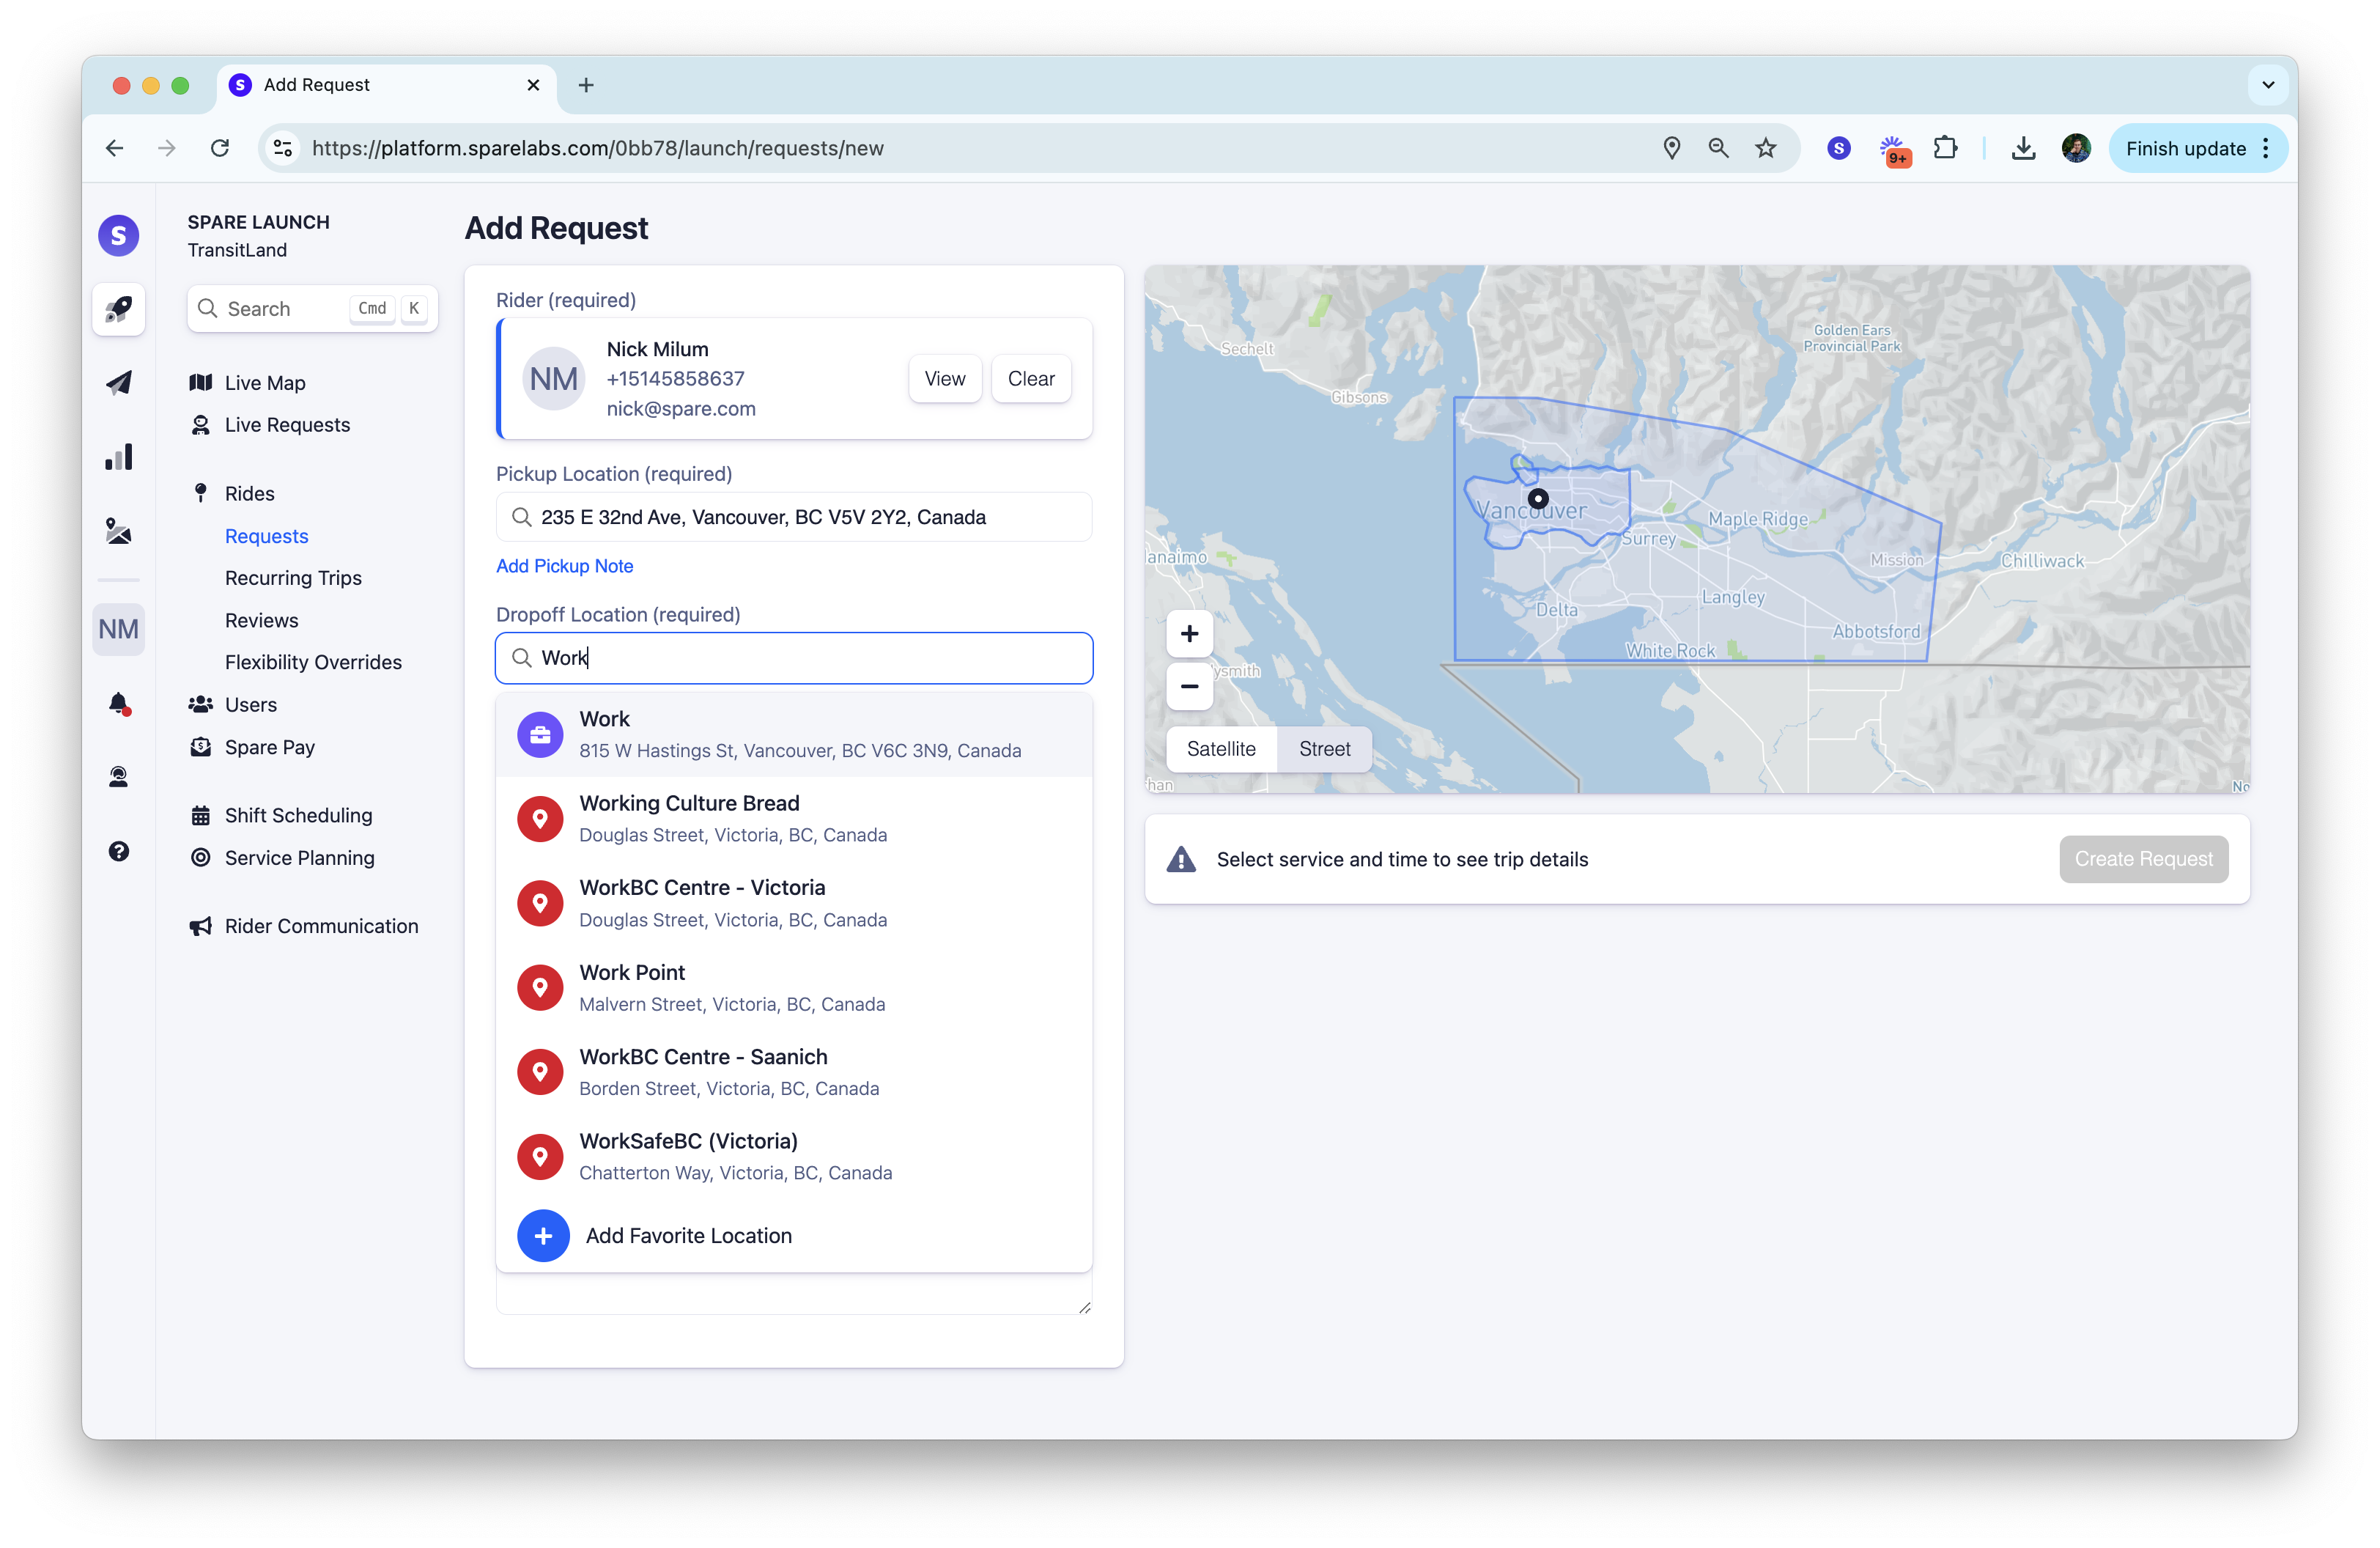 Add Request
https://platform.sparelabs.com/0bb78/launch/requests/new
9+
Finish update
S
SPARE LAUNCH
TransitLand
Search
Cmd
K
Live Map
Live Requests
Rides
Requests
Recurring Trips
Reviews
Flexibility Overrides
Users
Spare Pay
Shift Scheduling
Service Planning
Rider Communication
NM
Add Request
Rider (required)
NM
Nick Milum
+15145858637
nick@spare.com
View
Clear
Pickup Location (required)
235 E 32nd Ave, Vancouver, BC V5V 2Y2, Canada
Add Pickup Note
Dropoff Location (required)
Work
Work
815 W Hastings St, Vancouver, BC V6C 3N9, Canada
Working Culture Bread
Douglas Street, Victoria, BC, Canada
WorkBC Centre - Victoria
Douglas Street, Victoria, BC, Canada
Work Point
Malvern Street, Victoria, BC, Canada
WorkBC Centre - Saanich
Borden Street, Victoria, BC, Canada
WorkSafeBC (Victoria)
Chatterton Way, Victoria, BC, Canada
Add Favorite Location
Golden Ears
Provincial Park
Sechelt
Gibsons
Vancouver
Maple Ridge
Surrey
anaimo
Mission
Chilliwack
Langley
Delta
Abbotsford
White Rock
ysmith
han
No
+
−
Satellite
Street
Select service and time to see trip details
Create Request